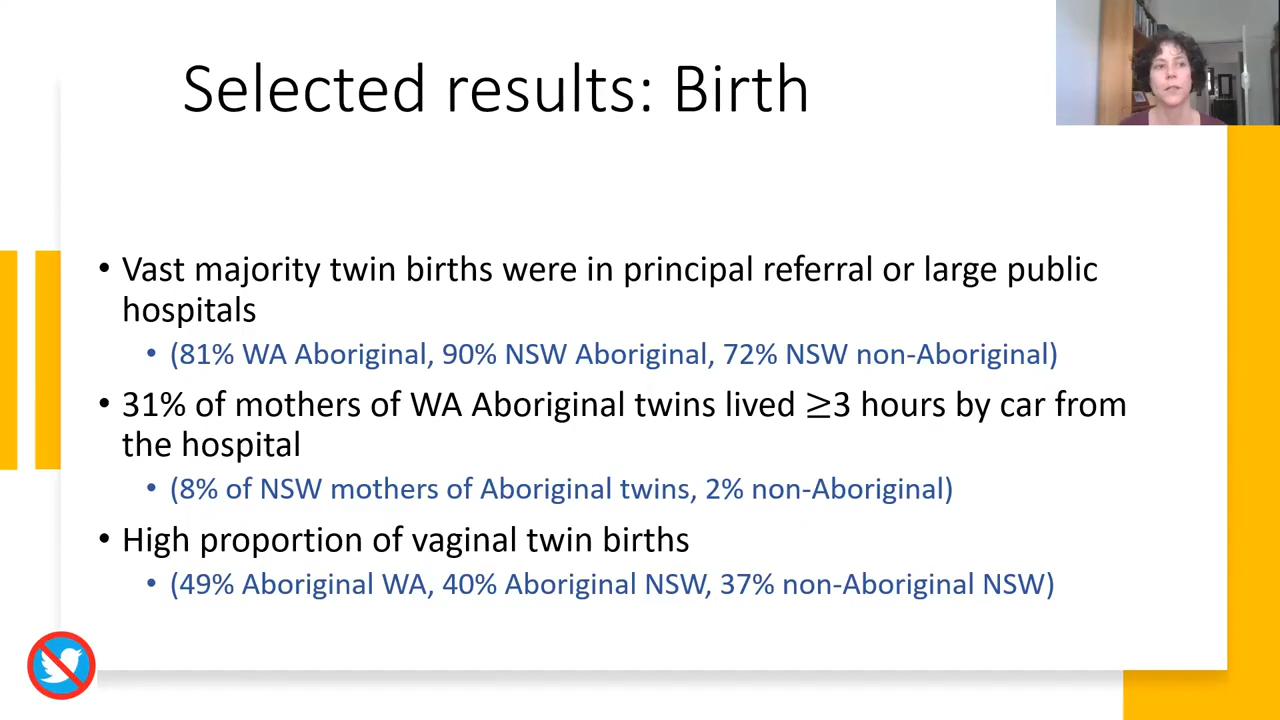 Selected results: Birth
• Vast majority twin births were in principal referral or large public
hospitals
• (81% WA Aboriginal, 90% NSW Aboriginal, 72% NSW non-Aboriginal)
• 31% of mothers of WA Aboriginal twins lived ≥3 hours by car from
the hospital
• (8% of NSW mothers of Aboriginal twins, 2% non-Aboriginal)
• High proportion of vaginal twin births
• (49% Aboriginal WA, 40% Aboriginal NSW, 37% non-Aboriginal NSW)